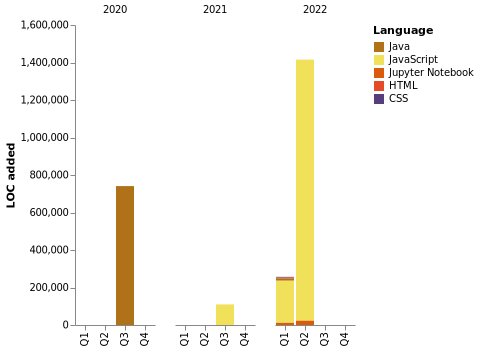 2020 2021 2022
LOC added
1,600,000
1,400,000
1,200,000
1,000,000
800,000
600,000
400,000
200,000
0
Q1 Q2 Q3 Q4 Q1 Q2 Q3 Q4 Q1 Q2 Q3 Q4
Language
Java
JavaScript
Jupyter Notebook
HTML
CSS